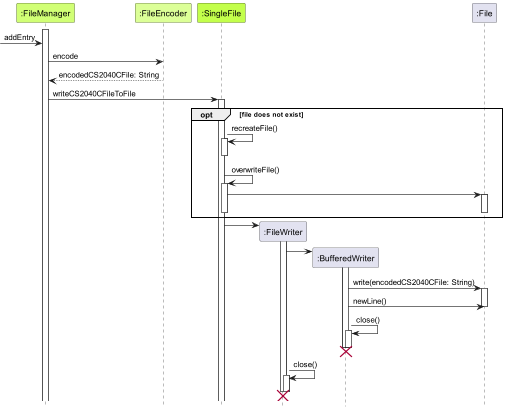 :FileManager :FileEncoder :SingleFile :File
addEntry
encode
encodedCS2040CFile: String
writeCS2040CFileToFile
opt [file does not exist]
recreateFile()
overwriteFile()
:FileWriter
:BufferedWriter
write(encodedCS2040CFile: String)
newLine()
close()
close()